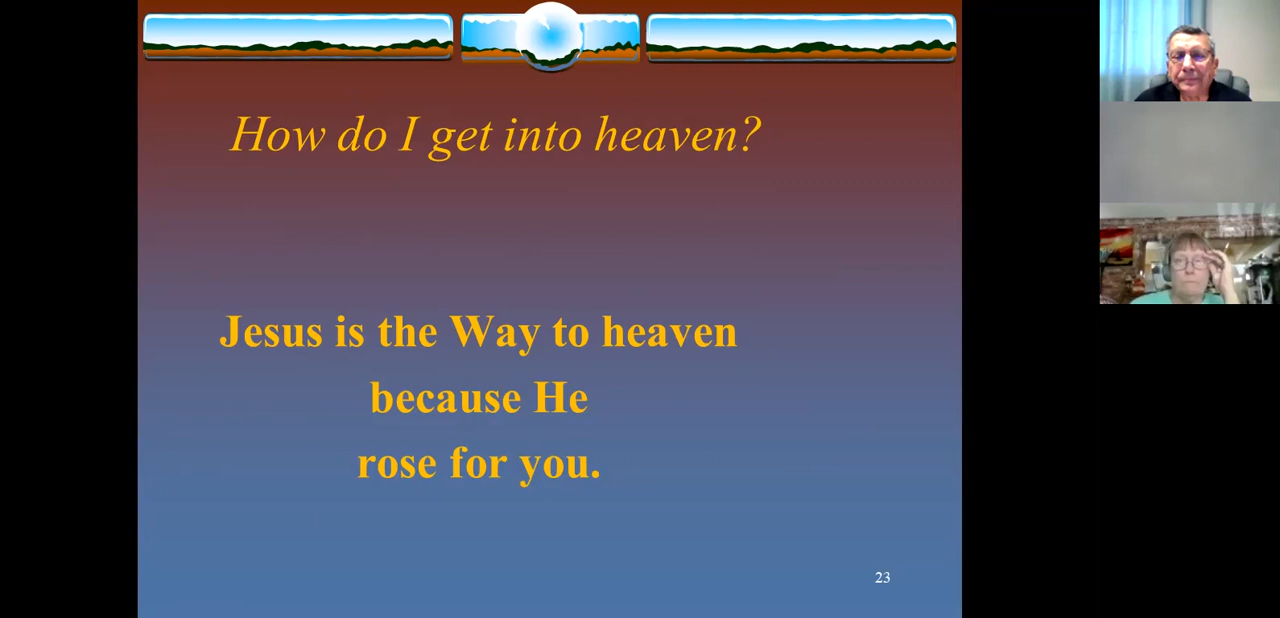 How do I get into heaven?
Jesus is the Way to heaven
because He
rose for you.
23